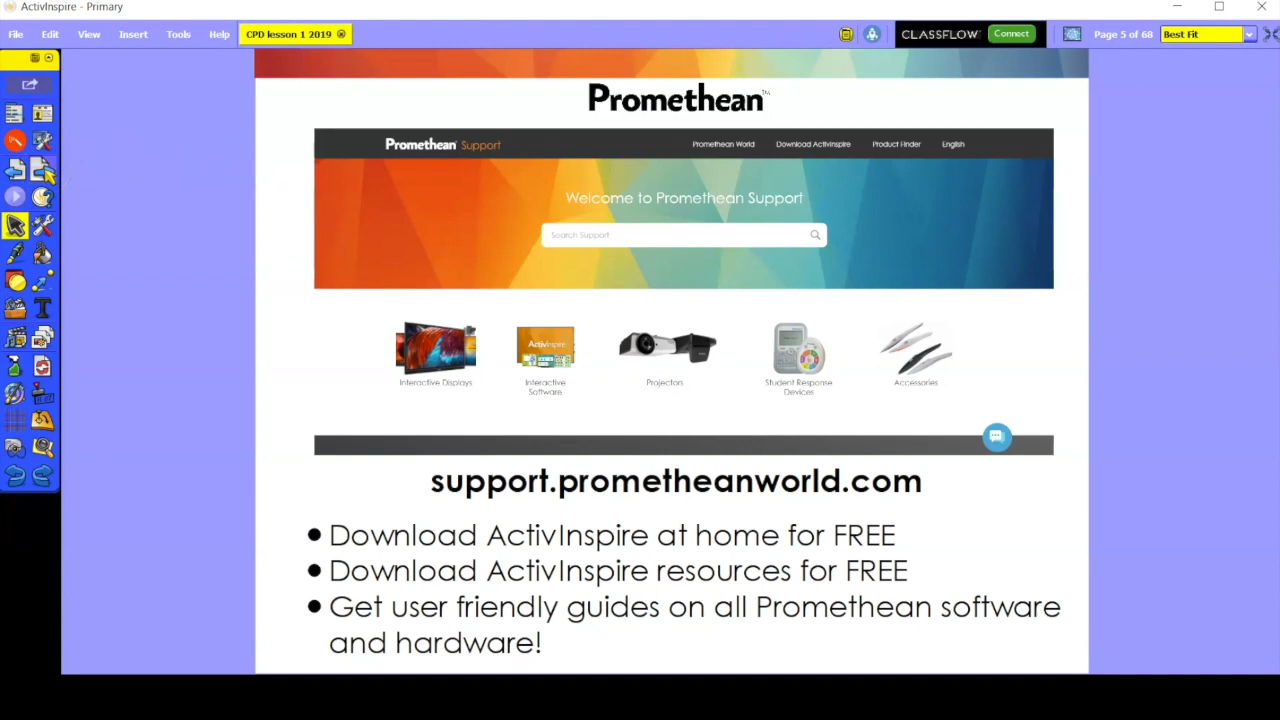 ActivInspire - Primary
File Edit View Insert Tools Help CPD lesson 1 2019 CLASSFLOW Connect Page 5 of 68 Best Fit
Promethean™
Promethean Support Promethean World Download ActivInspire Product Finder English
Welcome to Promethean Support
Search Support
ActivInspire
Interactive Displays Interactive Software Projectors Student Response Devices Accessories
support.prometheanworld.com
• Download ActivInspire at home for FREE
• Download ActivInspire resources for FREE
• Get user friendly guides on all Promethean software
and hardware!